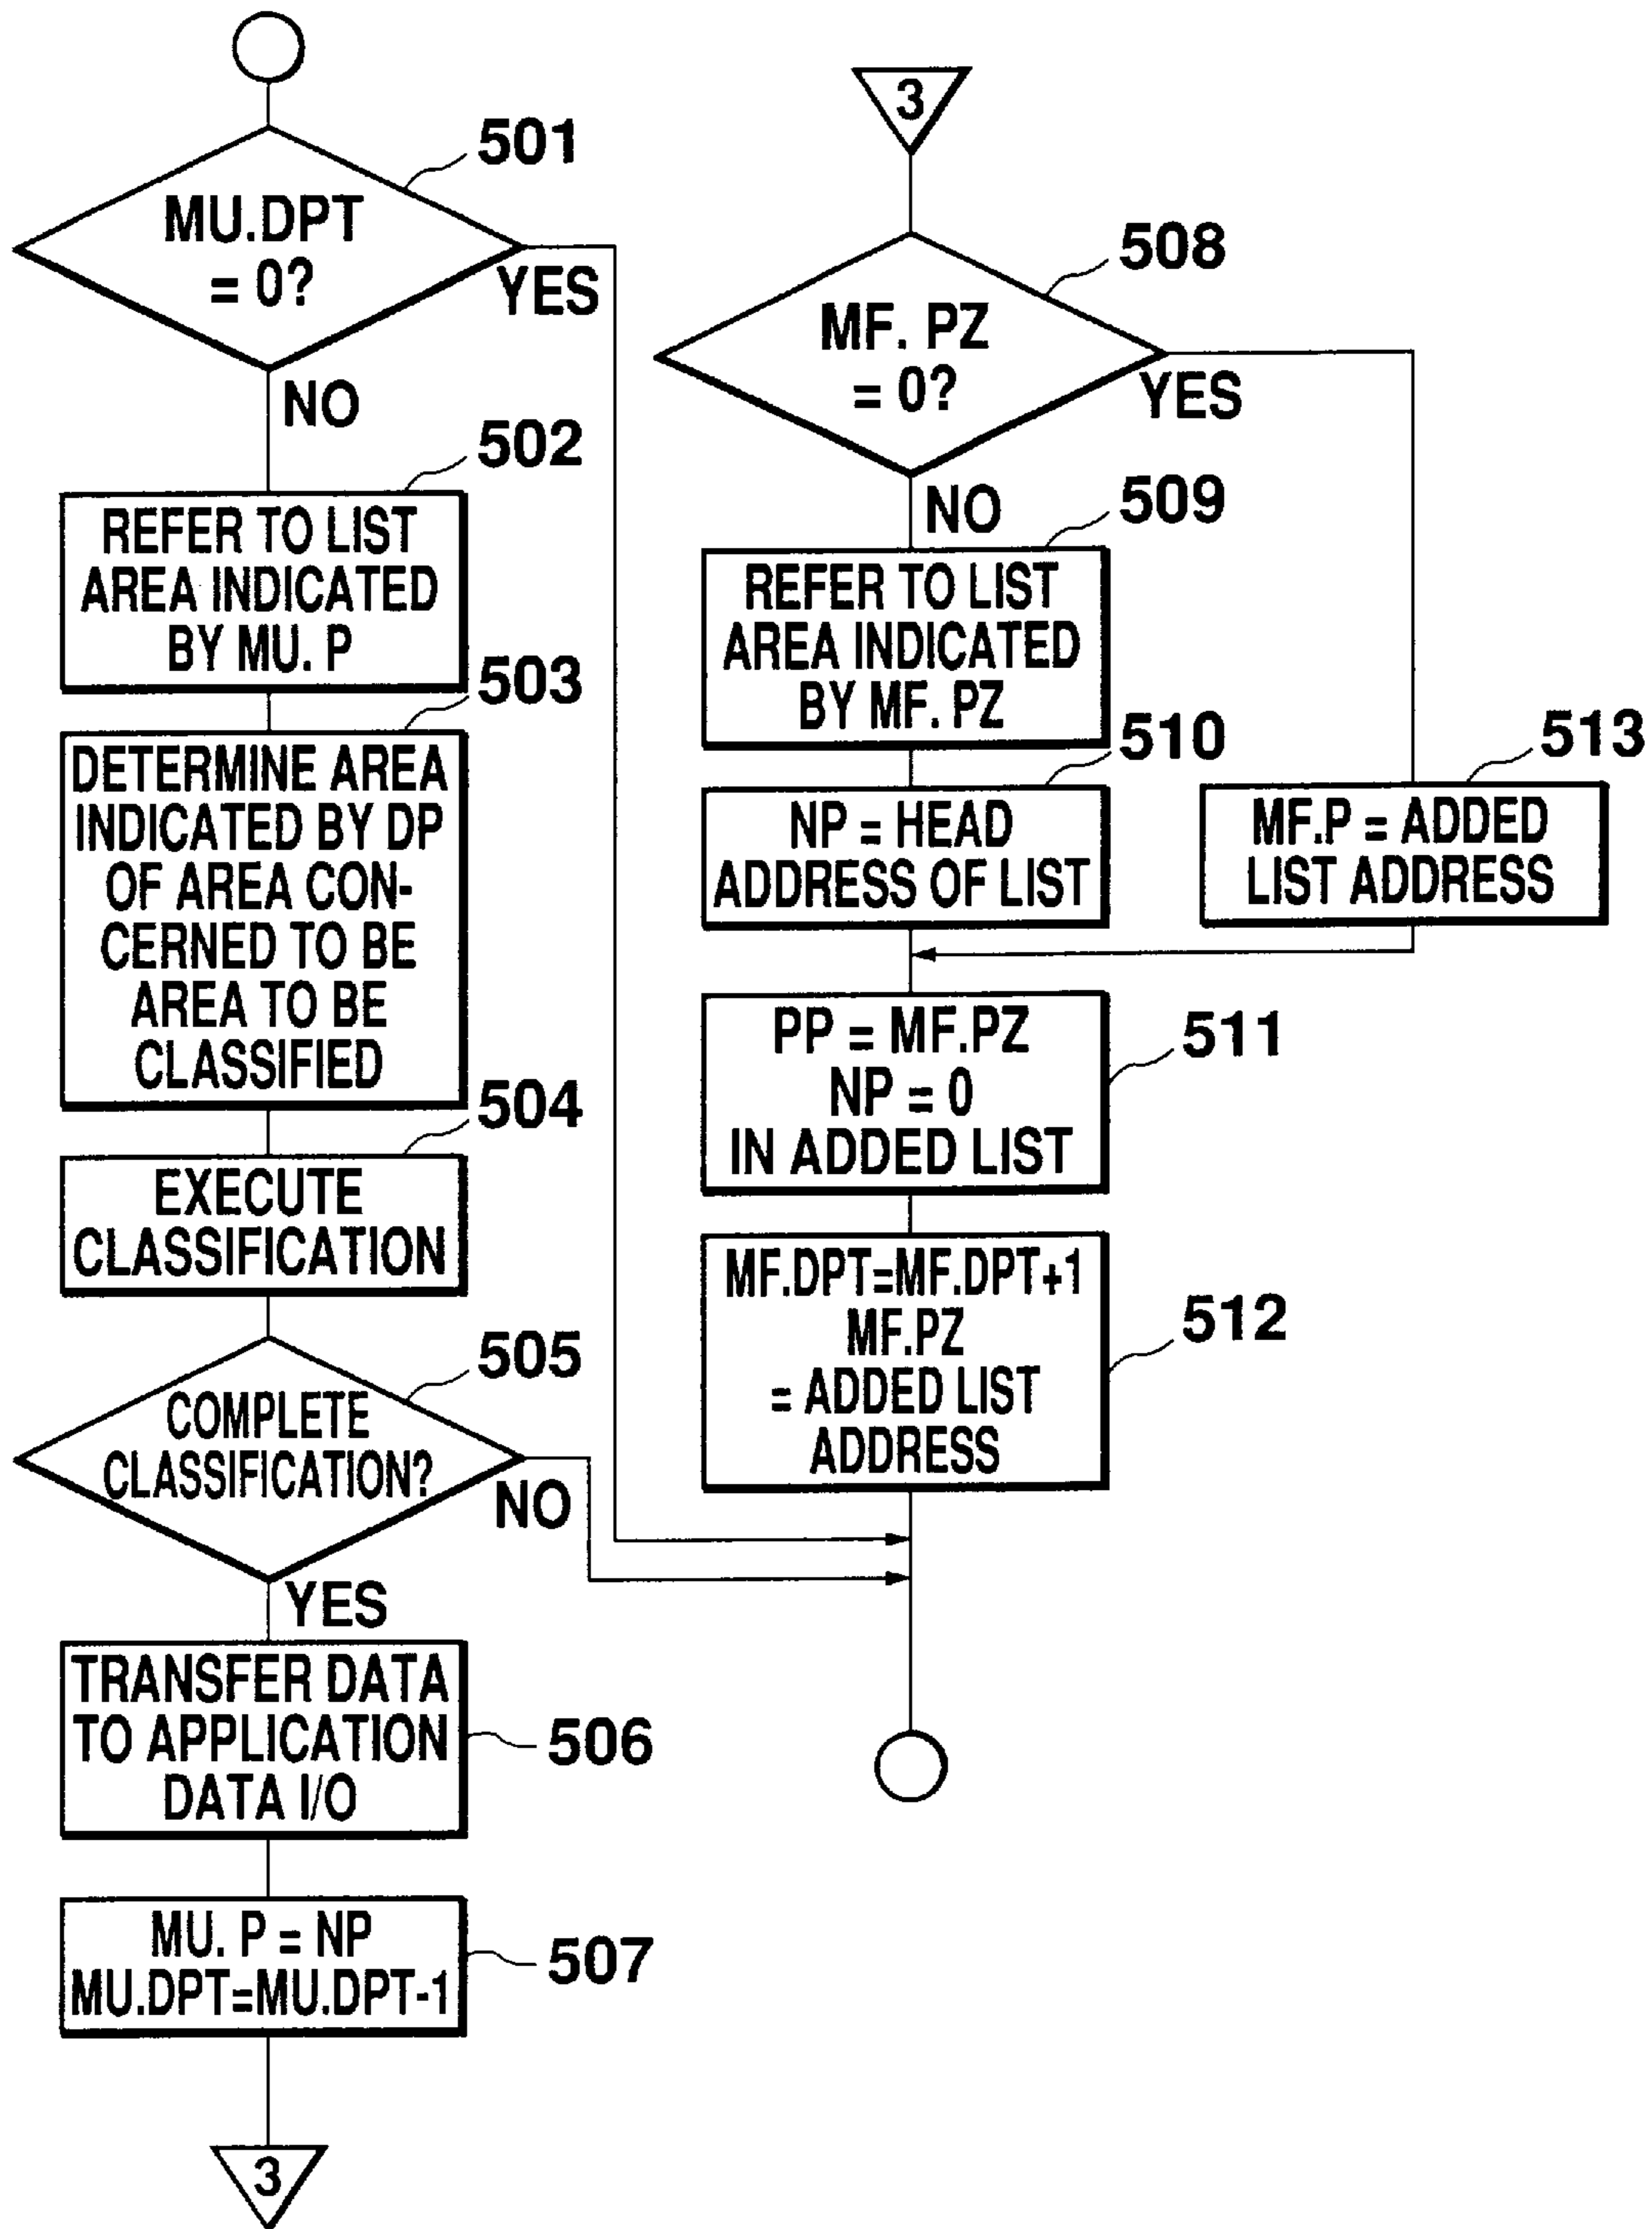 501
MU.DPT
= 0?
YES
NO
502
REFER TO LIST
AREA INDICATED
BY MU. P
503
DETERMINE AREA
INDICATED BY DP
OF AREA CON-
CERNED TO BE
AREA TO BE
CLASSIFIED
504
EXECUTE
CLASSIFICATION
505
COMPLETE
CLASSIFICATION?
NO
YES
TRANSFER DATA
TO APPLICATION
DATA I/O
506
MU. P = NP
MU.DPT=MU.DPT-1
507
3
3
508
MF. PZ
= 0?
YES
NO
509
REFER TO LIST
AREA INDICATED
BY MF. PZ
510
NP = HEAD
ADDRESS OF LIST
513
MF.P = ADDED
LIST ADDRESS
PP = MF.PZ
NP = 0
IN ADDED LIST
511
MF.DPT=MF.DPT+1
MF.PZ
= ADDED LIST
ADDRESS
512